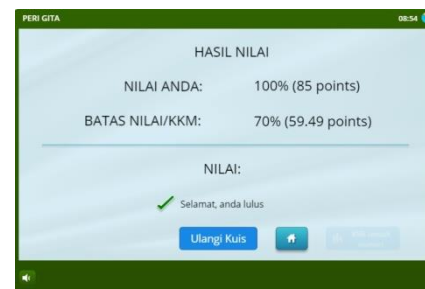 PERI GITA 08:54
HASIL NILAI
NILAI ANDA: 100% (85 points)
BATAS NILAI/KKM: 70% (59.49 points)
NILAI:
Selamat, anda lulus
Ulangi Kuis